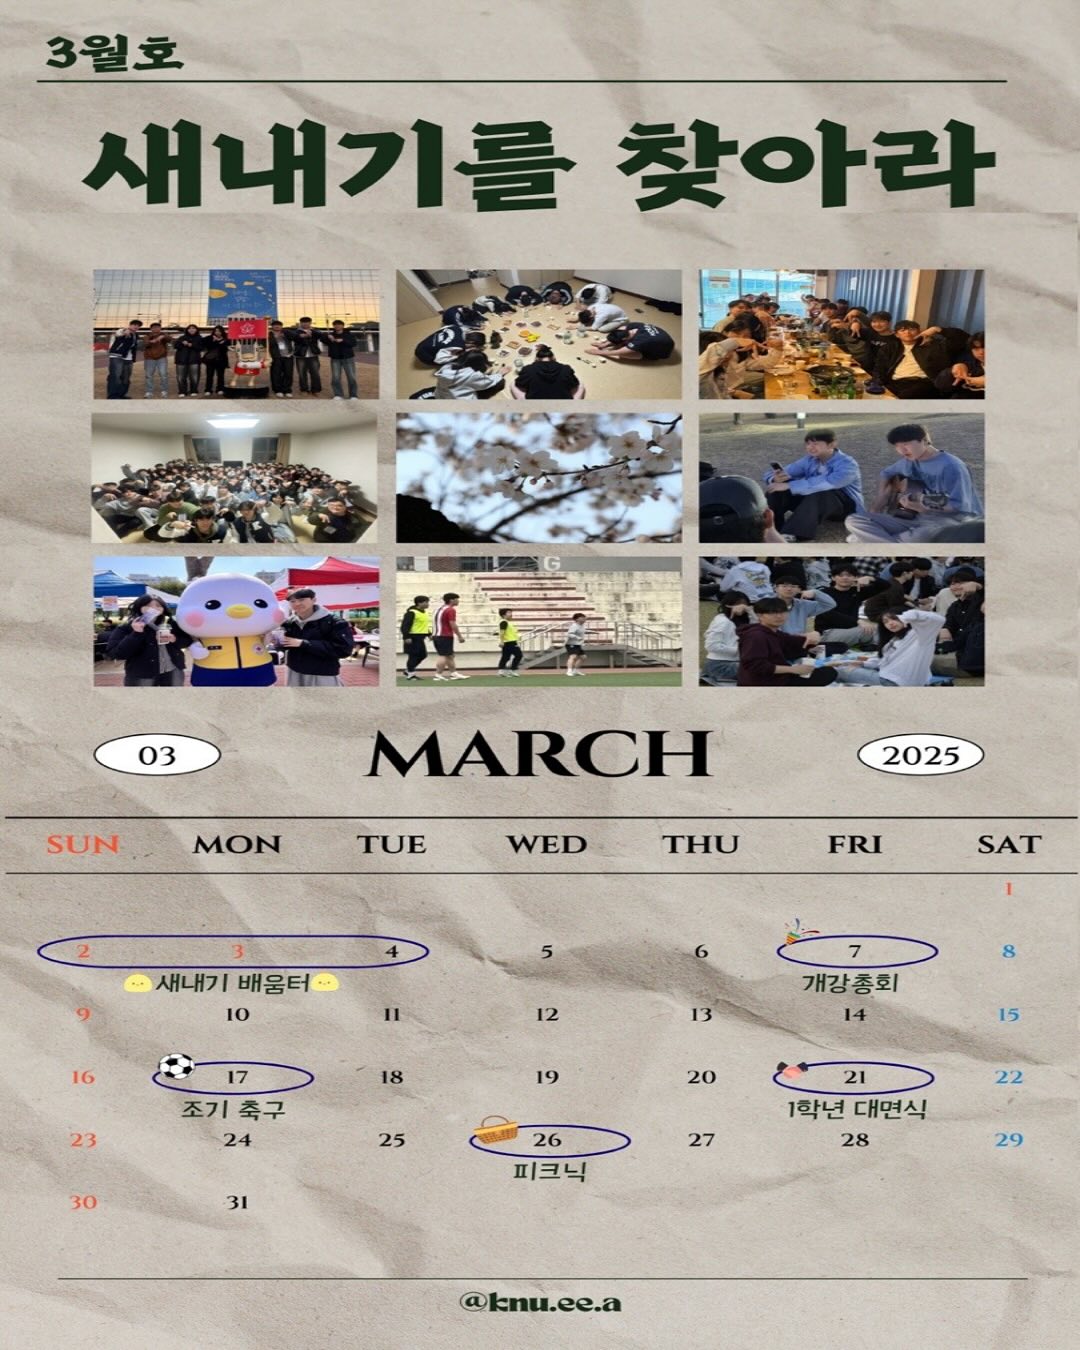 3월호
새내기를 찾아라
G
03 MARCH 2025
SUN MON TUE WED THU FRI SAT
1
2 3 4 5 6 7 8
새내기 배움터 개강총회
9 10 11 12 13 14 15
16 17 18 19 20 21 22
조기 축구 1학년 대면식
23 24 25 26 27 28 29
피크닉
30 31
@knu.ee.a